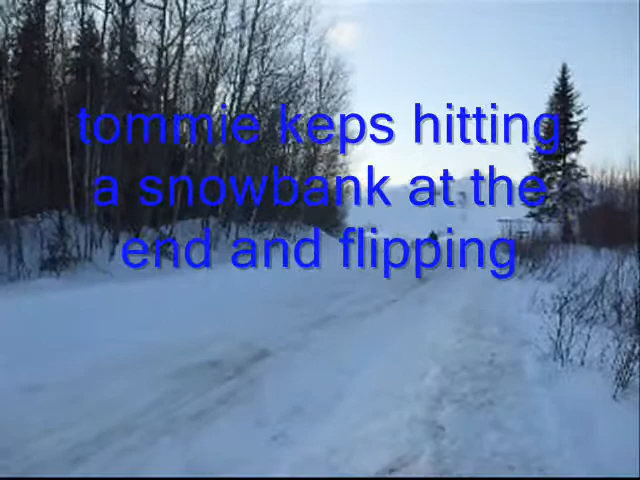 tommie keps hitting
a snowbank at the
end and flipping